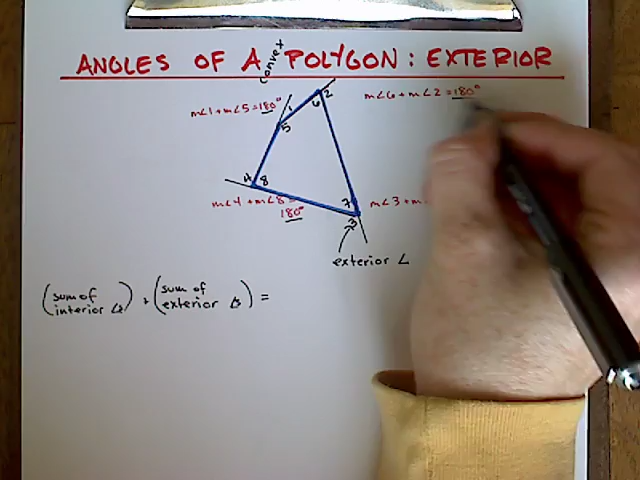 ANGLES OF A convex POLYGON : EXTERIOR
m∠1 + m∠5 = 180°
m∠6 + m∠2 = 180°
1
6 2
5
4 8
7
3
m∠4 + m∠8 =
180°
m∠3 + m
exterior ∠
(sum of interior ∠s) + (sum of exterior ∠s) =